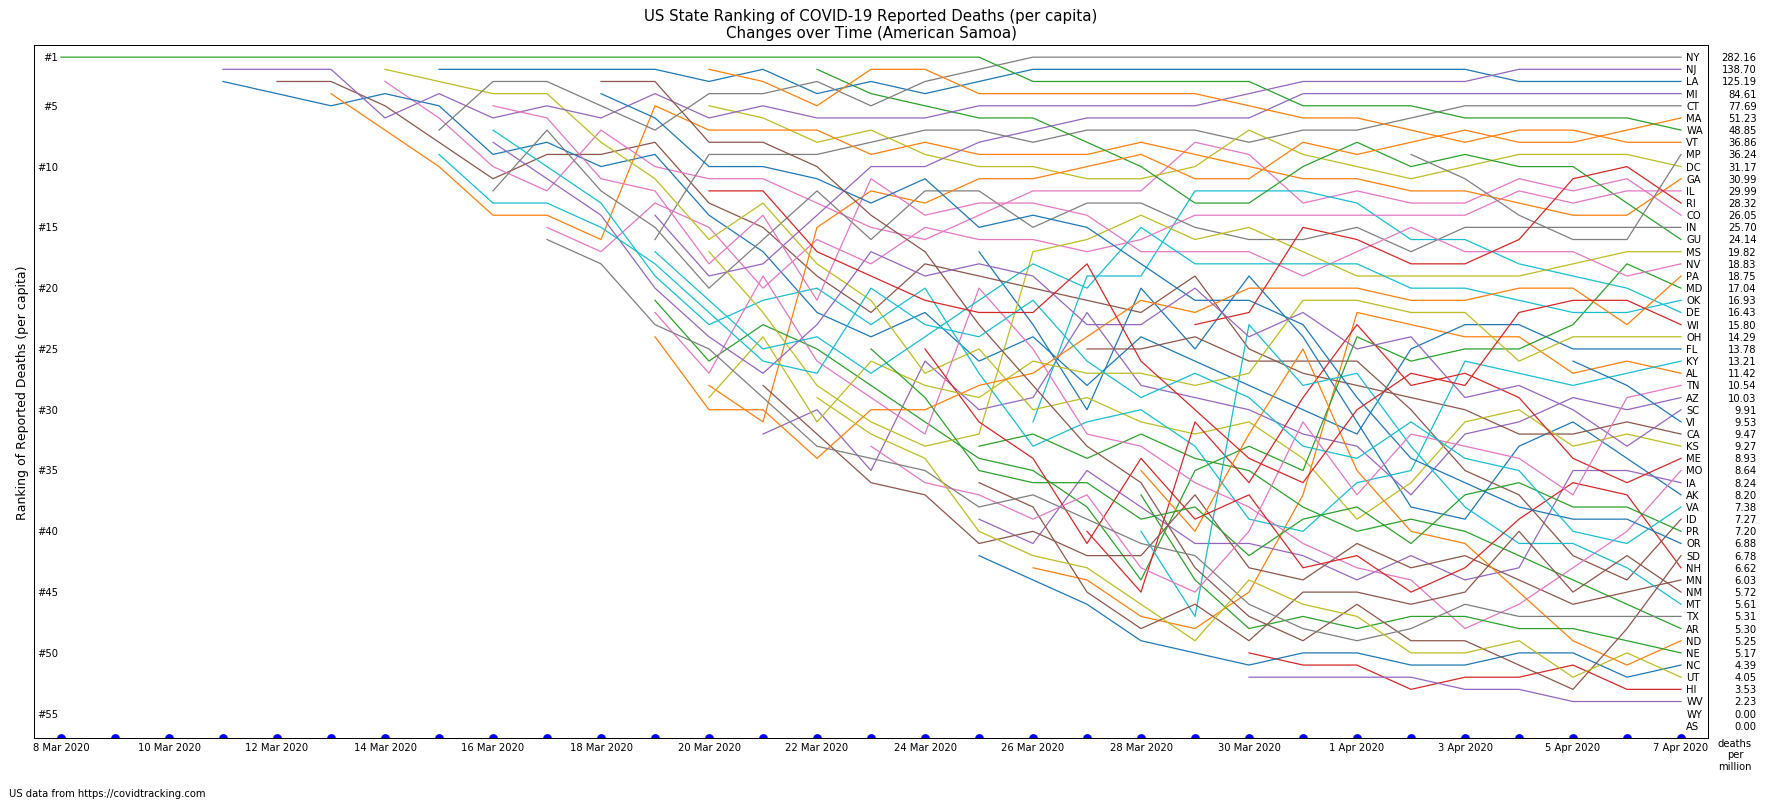 US State Ranking of COVID-19 Reported Deaths (per capita)
Changes over Time (American Samoa)
Ranking of Reported Deaths (per capita)
#1
#5
#10
#15
#20
#25
#30
#35
#40
#45
#50
#55
NY 282.16
NJ 138.70
LA 125.19
MI 84.61
CT 77.69
MA 51.23
WA 48.85
VT 36.86
MP 36.24
DC 31.17
GA 30.99
IL 29.99
RI 28.32
CO 26.05
IN 25.70
GU 24.14
MS 19.82
NV 18.83
PA 18.75
MD 17.04
OK 16.93
DE 16.43
WI 15.80
OH 14.29
FL 13.78
KY 13.21
AL 11.42
TN 10.54
AZ 10.03
SC 9.91
VI 9.53
CA 9.47
KS 9.27
ME 8.93
MO 8.64
IA 8.24
AK 8.20
VA 7.38
ID 7.27
PR 7.20
OR 6.88
SD 6.78
NH 6.62
MN 6.03
NM 5.72
MT 5.61
TX 5.31
AR 5.30
ND 5.25
NE 5.17
NC 4.39
UT 4.05
HI 3.53
WV 2.23
WY 0.00
AS 0.00
8 Mar 2020 10 Mar 2020 12 Mar 2020 14 Mar 2020 16 Mar 2020 18 Mar 2020 20 Mar 2020 22 Mar 2020 24 Mar 2020 26 Mar 2020 28 Mar 2020 30 Mar 2020 1 Apr 2020 3 Apr 2020 5 Apr 2020 7 Apr 2020
deaths
per
million
US data from https://covidtracking.com